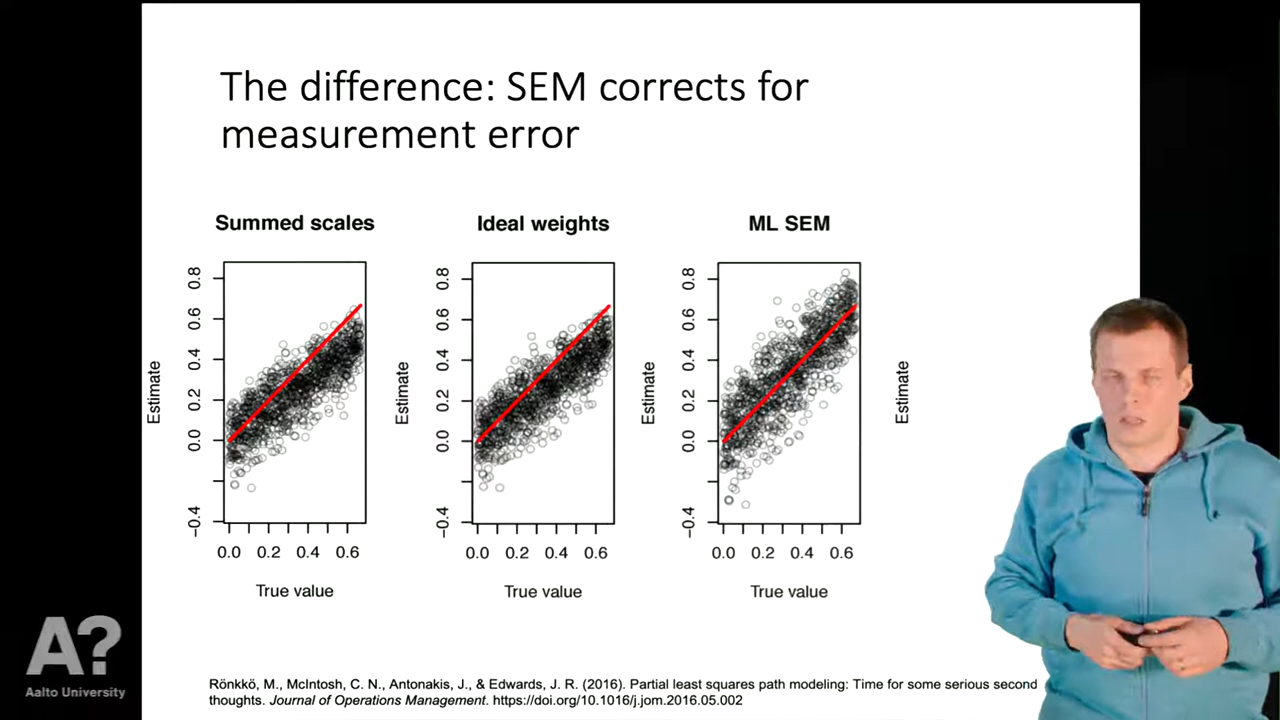 The difference: SEM corrects for
measurement error
Summed scales
Ideal weights
ML SEM
0.8
0.6
0.4
0.2
0.0
−0.4
Estimate
0.0 0.2 0.4 0.6
True value
0.8
0.6
0.4
0.2
0.0
−0.4
Estimate
0.0 0.2 0.4 0.6
True value
0.8
0.6
0.4
0.2
0.0
−0.4
Estimate
0.0 0.2 0.4 0.6
True value
Estimate
A?
Aalto University
Rönkkö, M., McIntosh, C. N., Antonakis, J., & Edwards, J. R. (2016). Partial least squares path modeling: Time for some serious second
thoughts. Journal of Operations Management. https://doi.org/10.1016/j.jom.2016.05.002